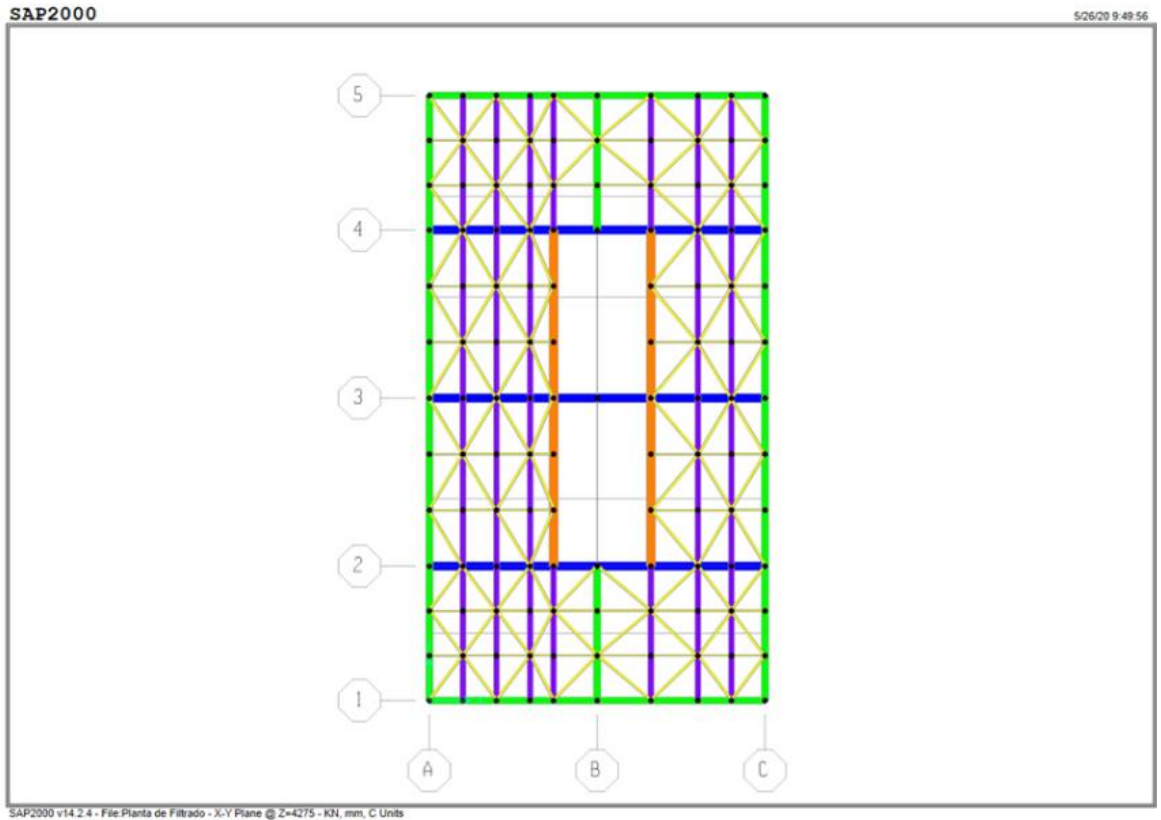 SAP2000
5/26/20 9:49:56
5
4
3
2
1
A
B
C
SAP2000 v14.2.4 - File:Planta de Filtrado - X-Y Plane @ Z=4275 - KN, mm, C Units